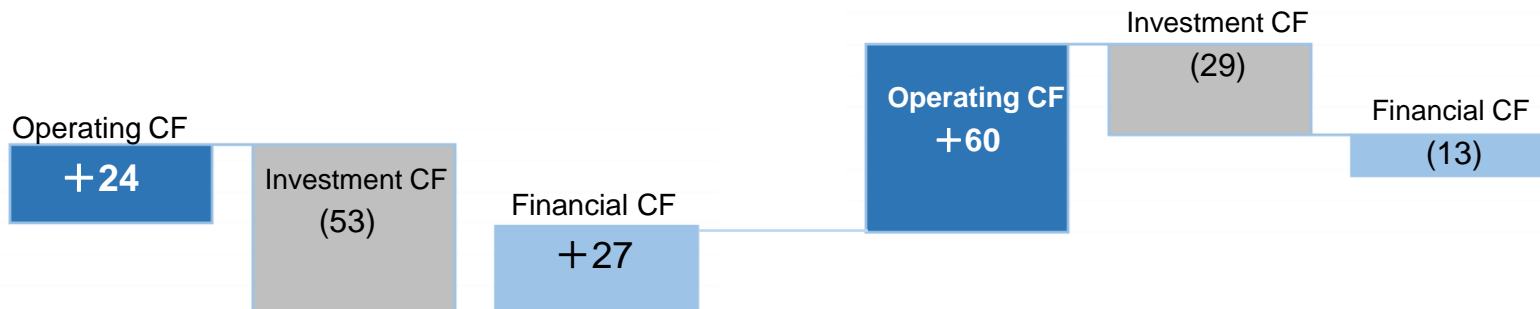 Operating CF
+24
Investment CF
(53)
Financial CF
+27
Operating CF
+60
Investment CF
(29)
Financial CF
(13)